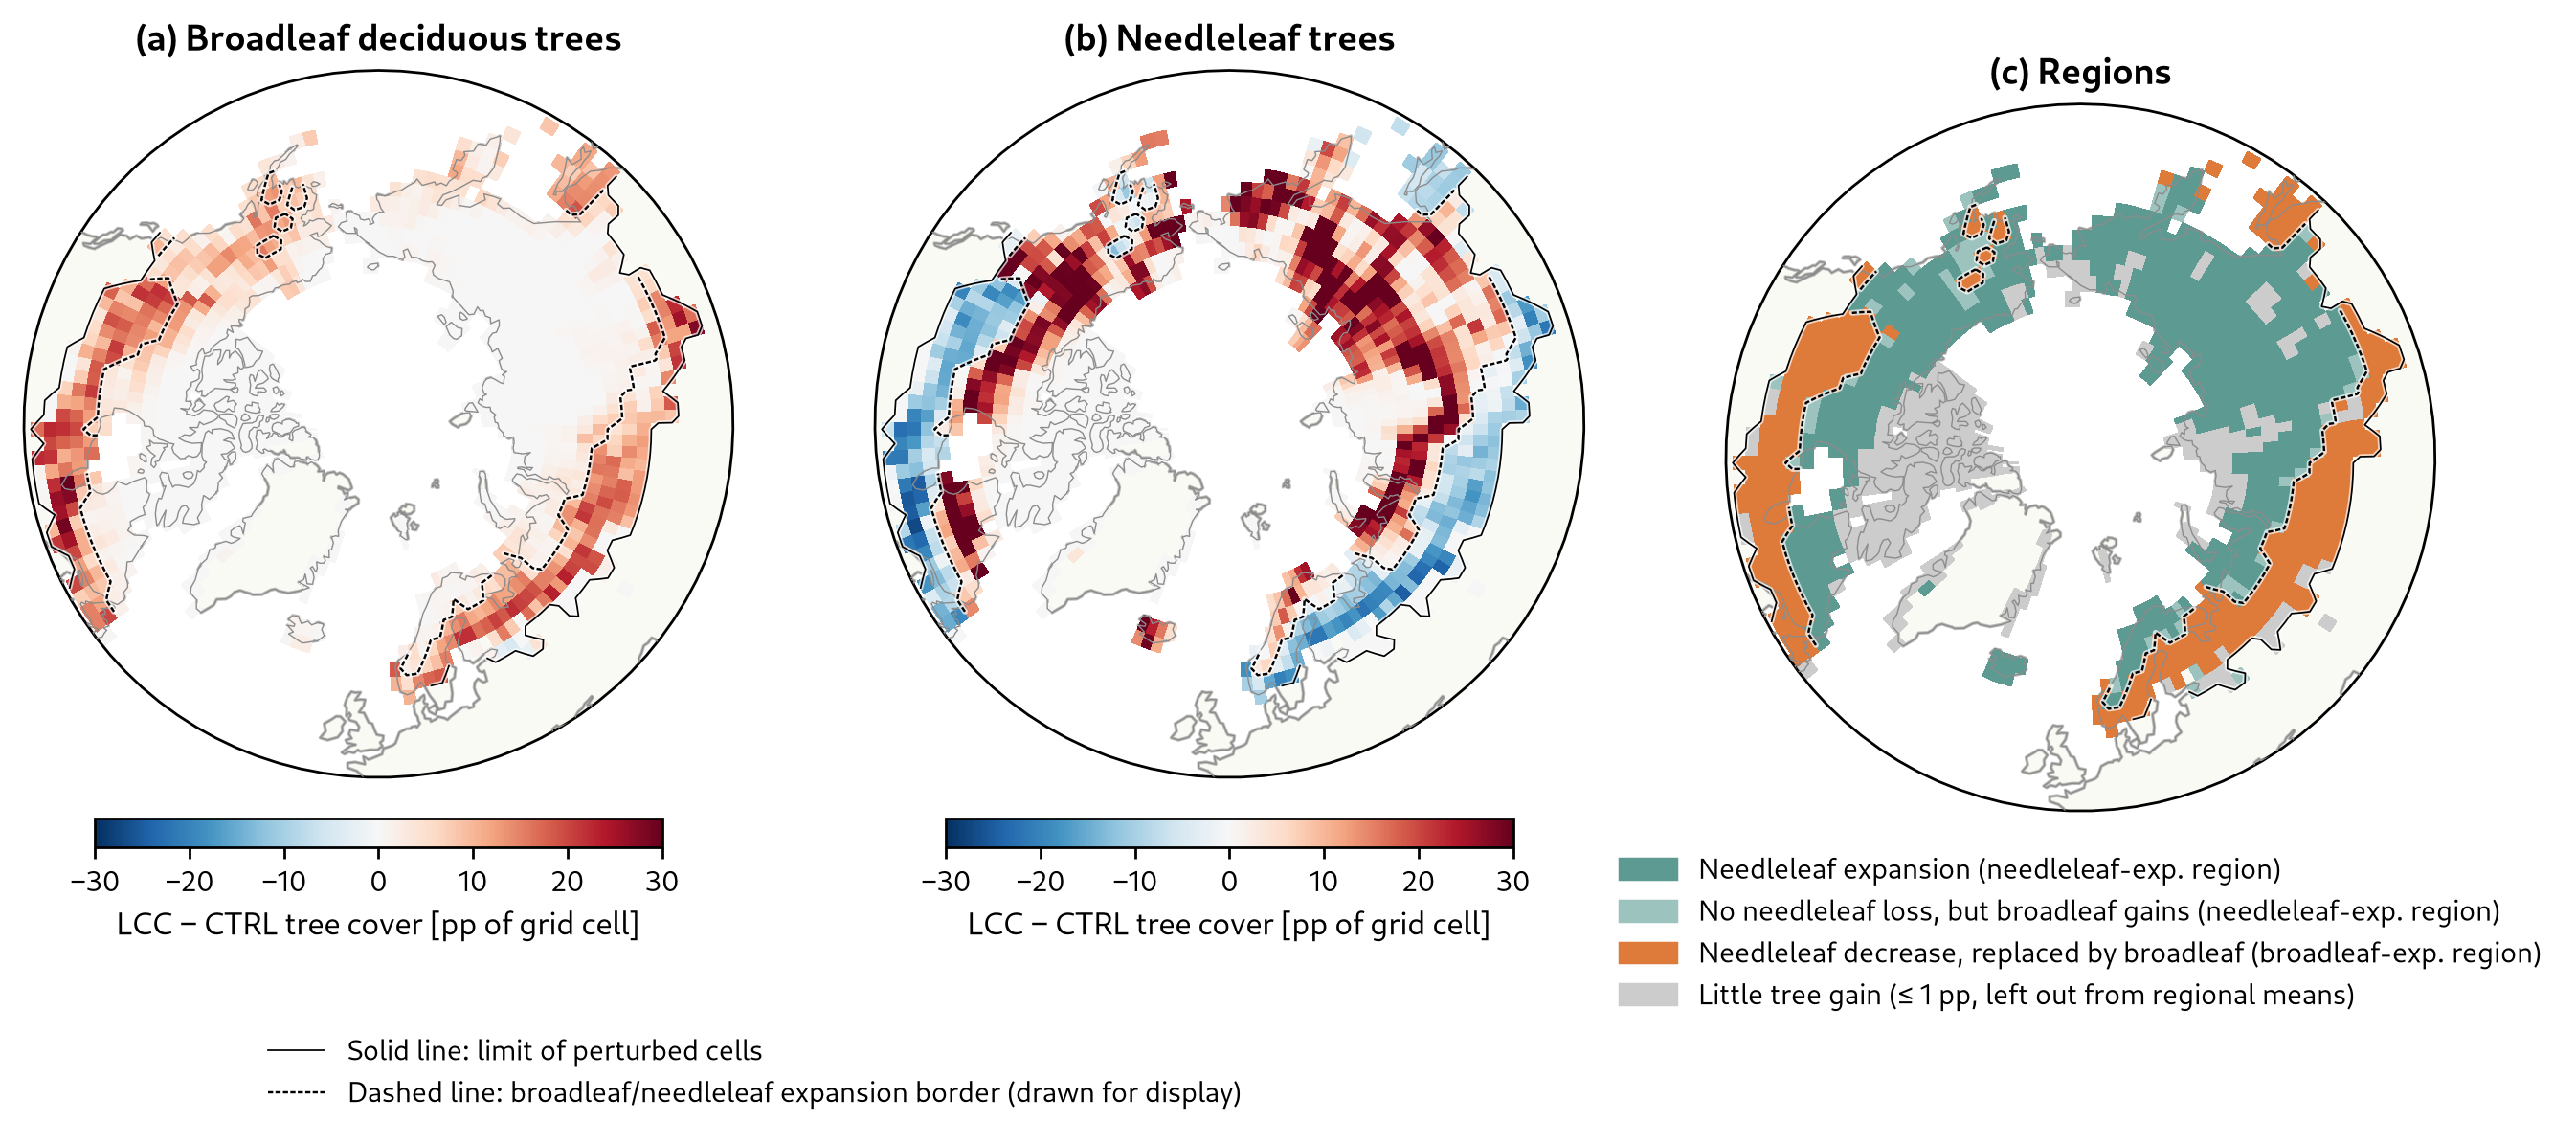 (a) Broadleaf deciduous trees
(b) Needleleaf trees
(c) Regions
−30 −20 −10 0 10 20 30
LCC − CTRL tree cover [pp of grid cell]
−30 −20 −10 0 10 20 30
LCC − CTRL tree cover [pp of grid cell]
Needleleaf expansion (needleleaf-exp. region)
No needleleaf loss, but broadleaf gains (needleleaf-exp. region)
Needleleaf decrease, replaced by broadleaf (broadleaf-exp. region)
Little tree gain (≤ 1 pp, left out from regional means)
Solid line: limit of perturbed cells
Dashed line: broadleaf/needleleaf expansion border (drawn for display)